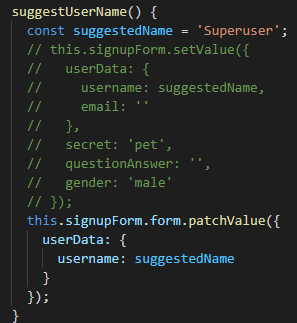 suggestUserName() {
  const suggestedName = 'Superuser';
  // this.signupForm.setValue({
  //   userData: {
  //     username: suggestedName,
  //     email: ''
  //   },
  //   secret: 'pet',
  //   questionAnswer: '',
  //   gender: 'male'
  // });
  this.signupForm.form.patchValue({
    userData: {
      username: suggestedName
    }
  });
}